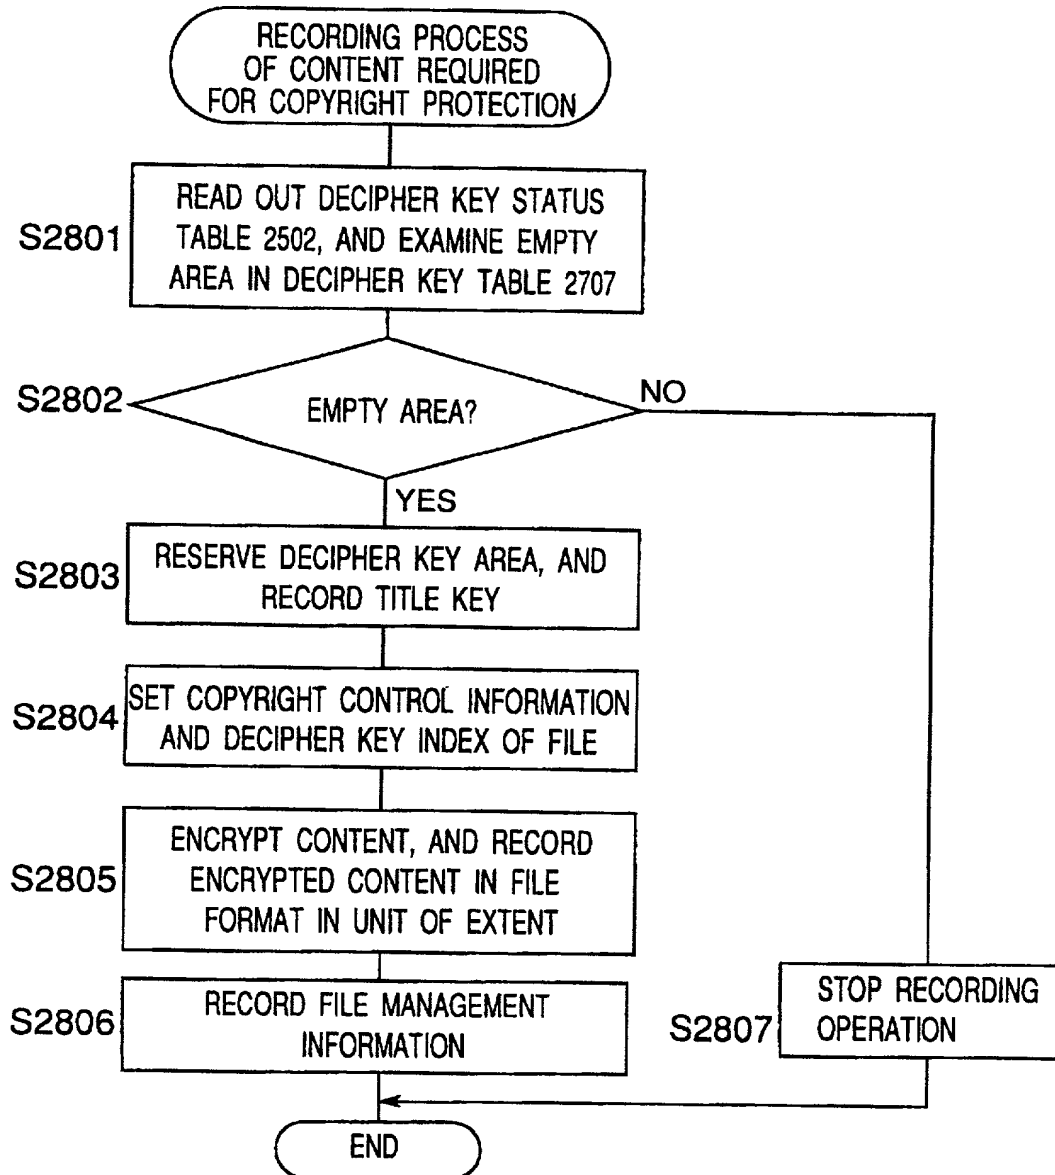 RECORDING PROCESS
OF CONTENT REQUIRED
FOR COPYRIGHT PROTECTION
S2801
READ OUT DECIPHER KEY STATUS
TABLE 2502, AND EXAMINE EMPTY
AREA IN DECIPHER KEY TABLE 2707
S2802
EMPTY AREA?
NO
YES
S2803
RESERVE DECIPHER KEY AREA, AND
RECORD TITLE KEY
S2804
SET COPYRIGHT CONTROL INFORMATION
AND DECIPHER KEY INDEX OF FILE
S2805
ENCRYPT CONTENT, AND RECORD
ENCRYPTED CONTENT IN FILE
FORMAT IN UNIT OF EXTENT
S2806
RECORD FILE MANAGEMENT
INFORMATION
S2807
STOP RECORDING
OPERATION
END